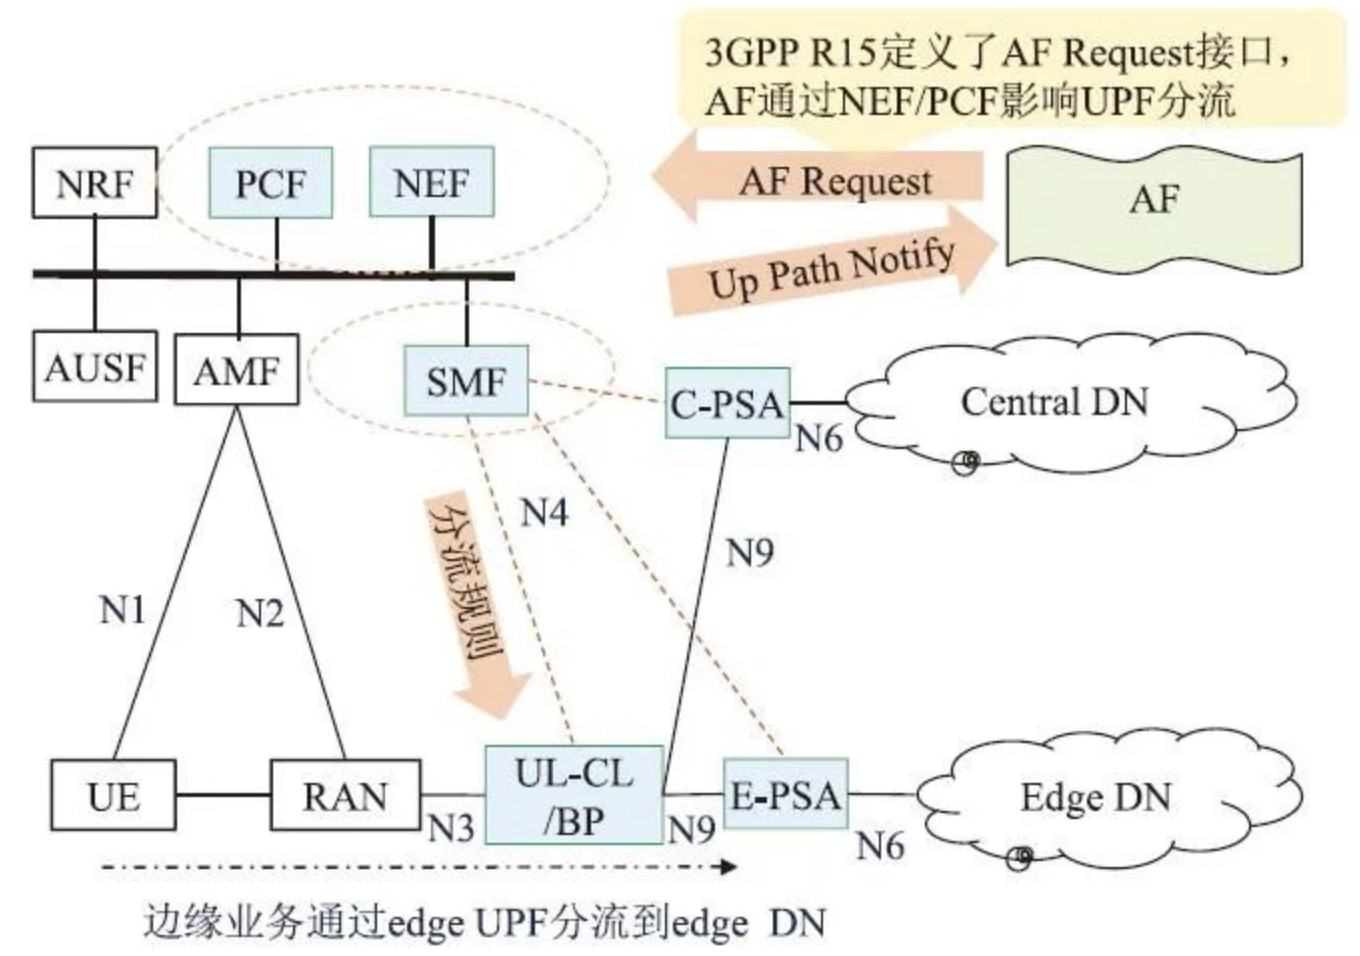 3GPP R15定义了AF Request接口，
AF通过NEF/PCF影响UPF分流
NRF
PCF
NEF
AF Request
AF
Up Path Notify
AUSF
AMF
SMF
C-PSA
N6
Central DN
分流规则
N4
N9
N1
N2
UE
RAN
N3
UL-CL
/BP
N9
E-PSA
N6
Edge DN
边缘业务通过edge UPF分流到edge DN